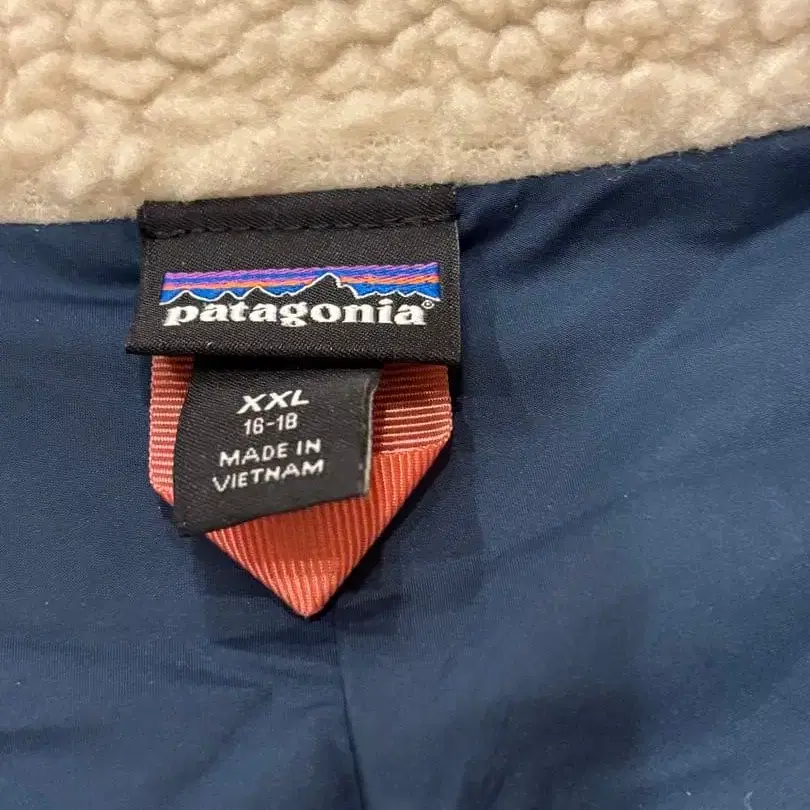 patagonia®
XXL
16-18
MADE IN
VIETNAM